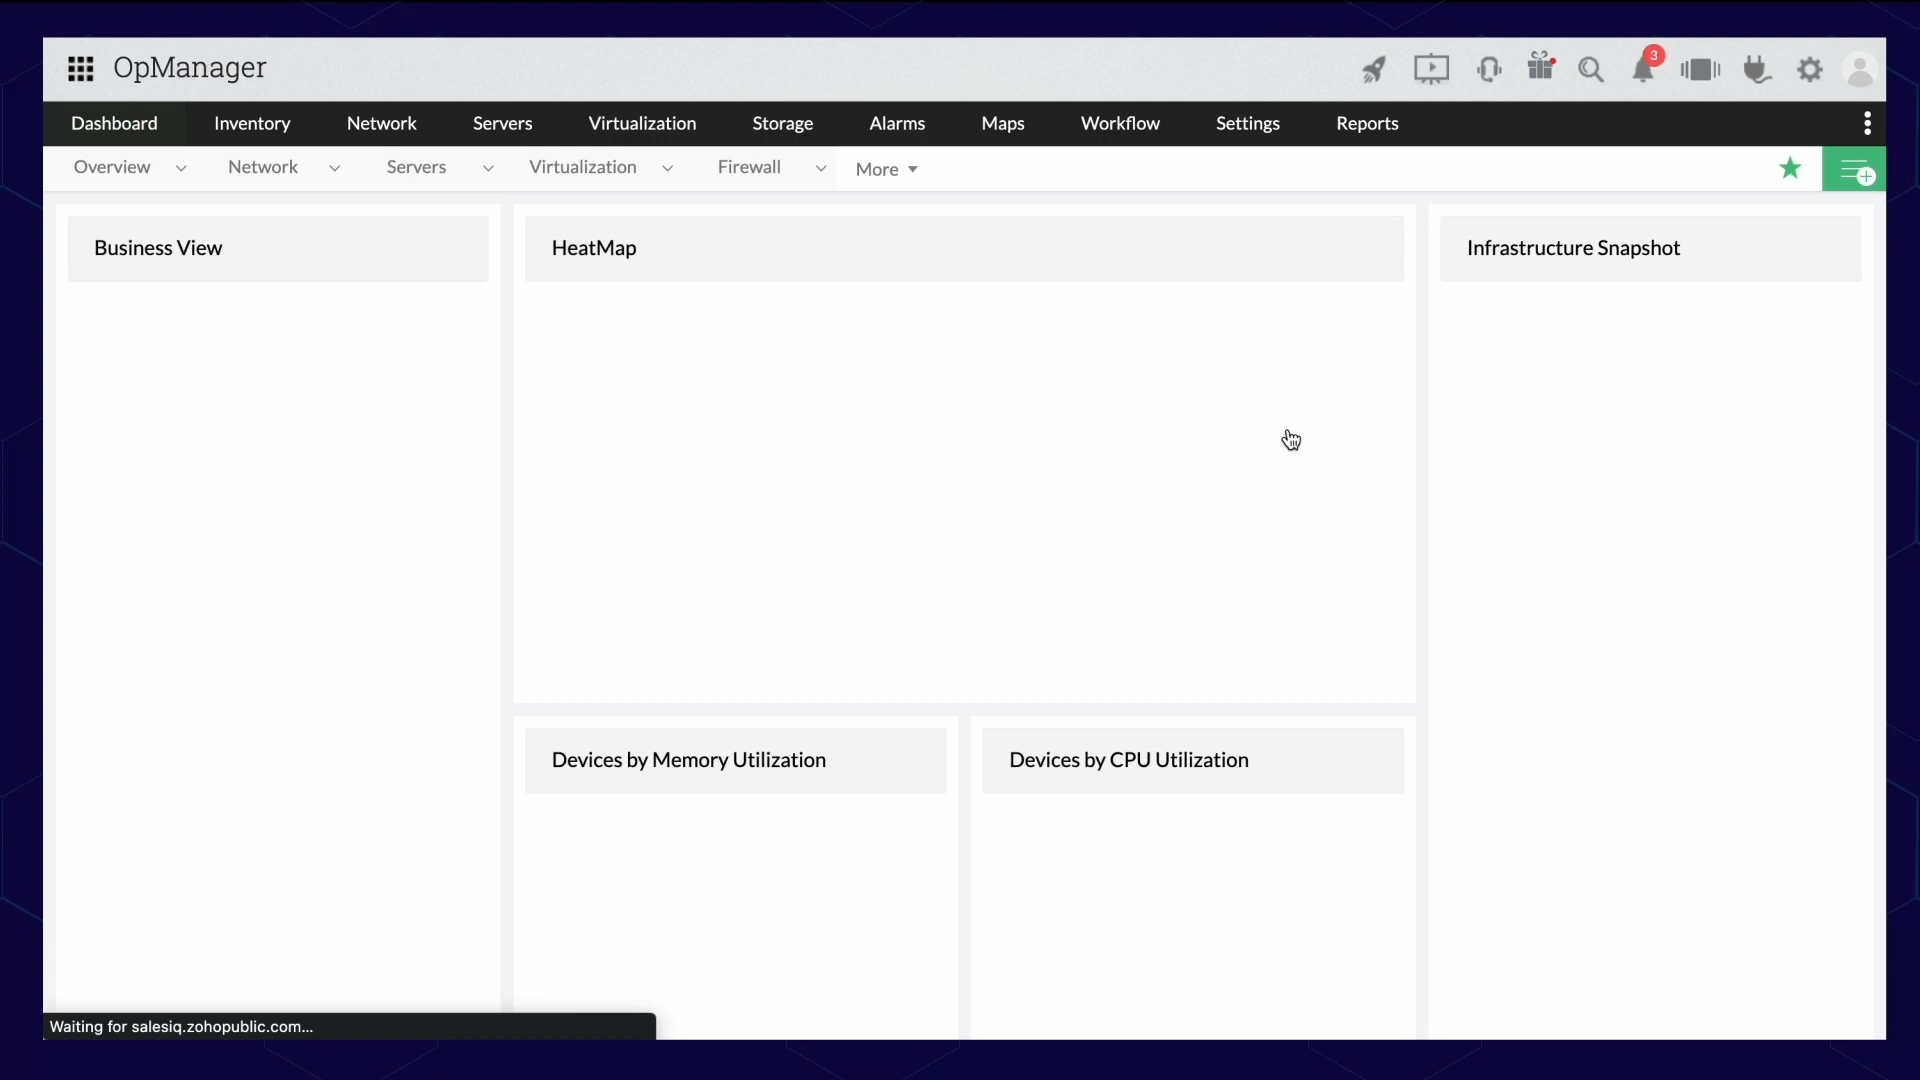 OpManager
3
Dashboard Inventory Network Servers Virtualization Storage Alarms Maps Workflow Settings Reports
Overview Network Servers Virtualization Firewall More
Business View
HeatMap
Infrastructure Snapshot
Devices by Memory Utilization
Devices by CPU Utilization
Waiting for salesiq.zohopublic.com...